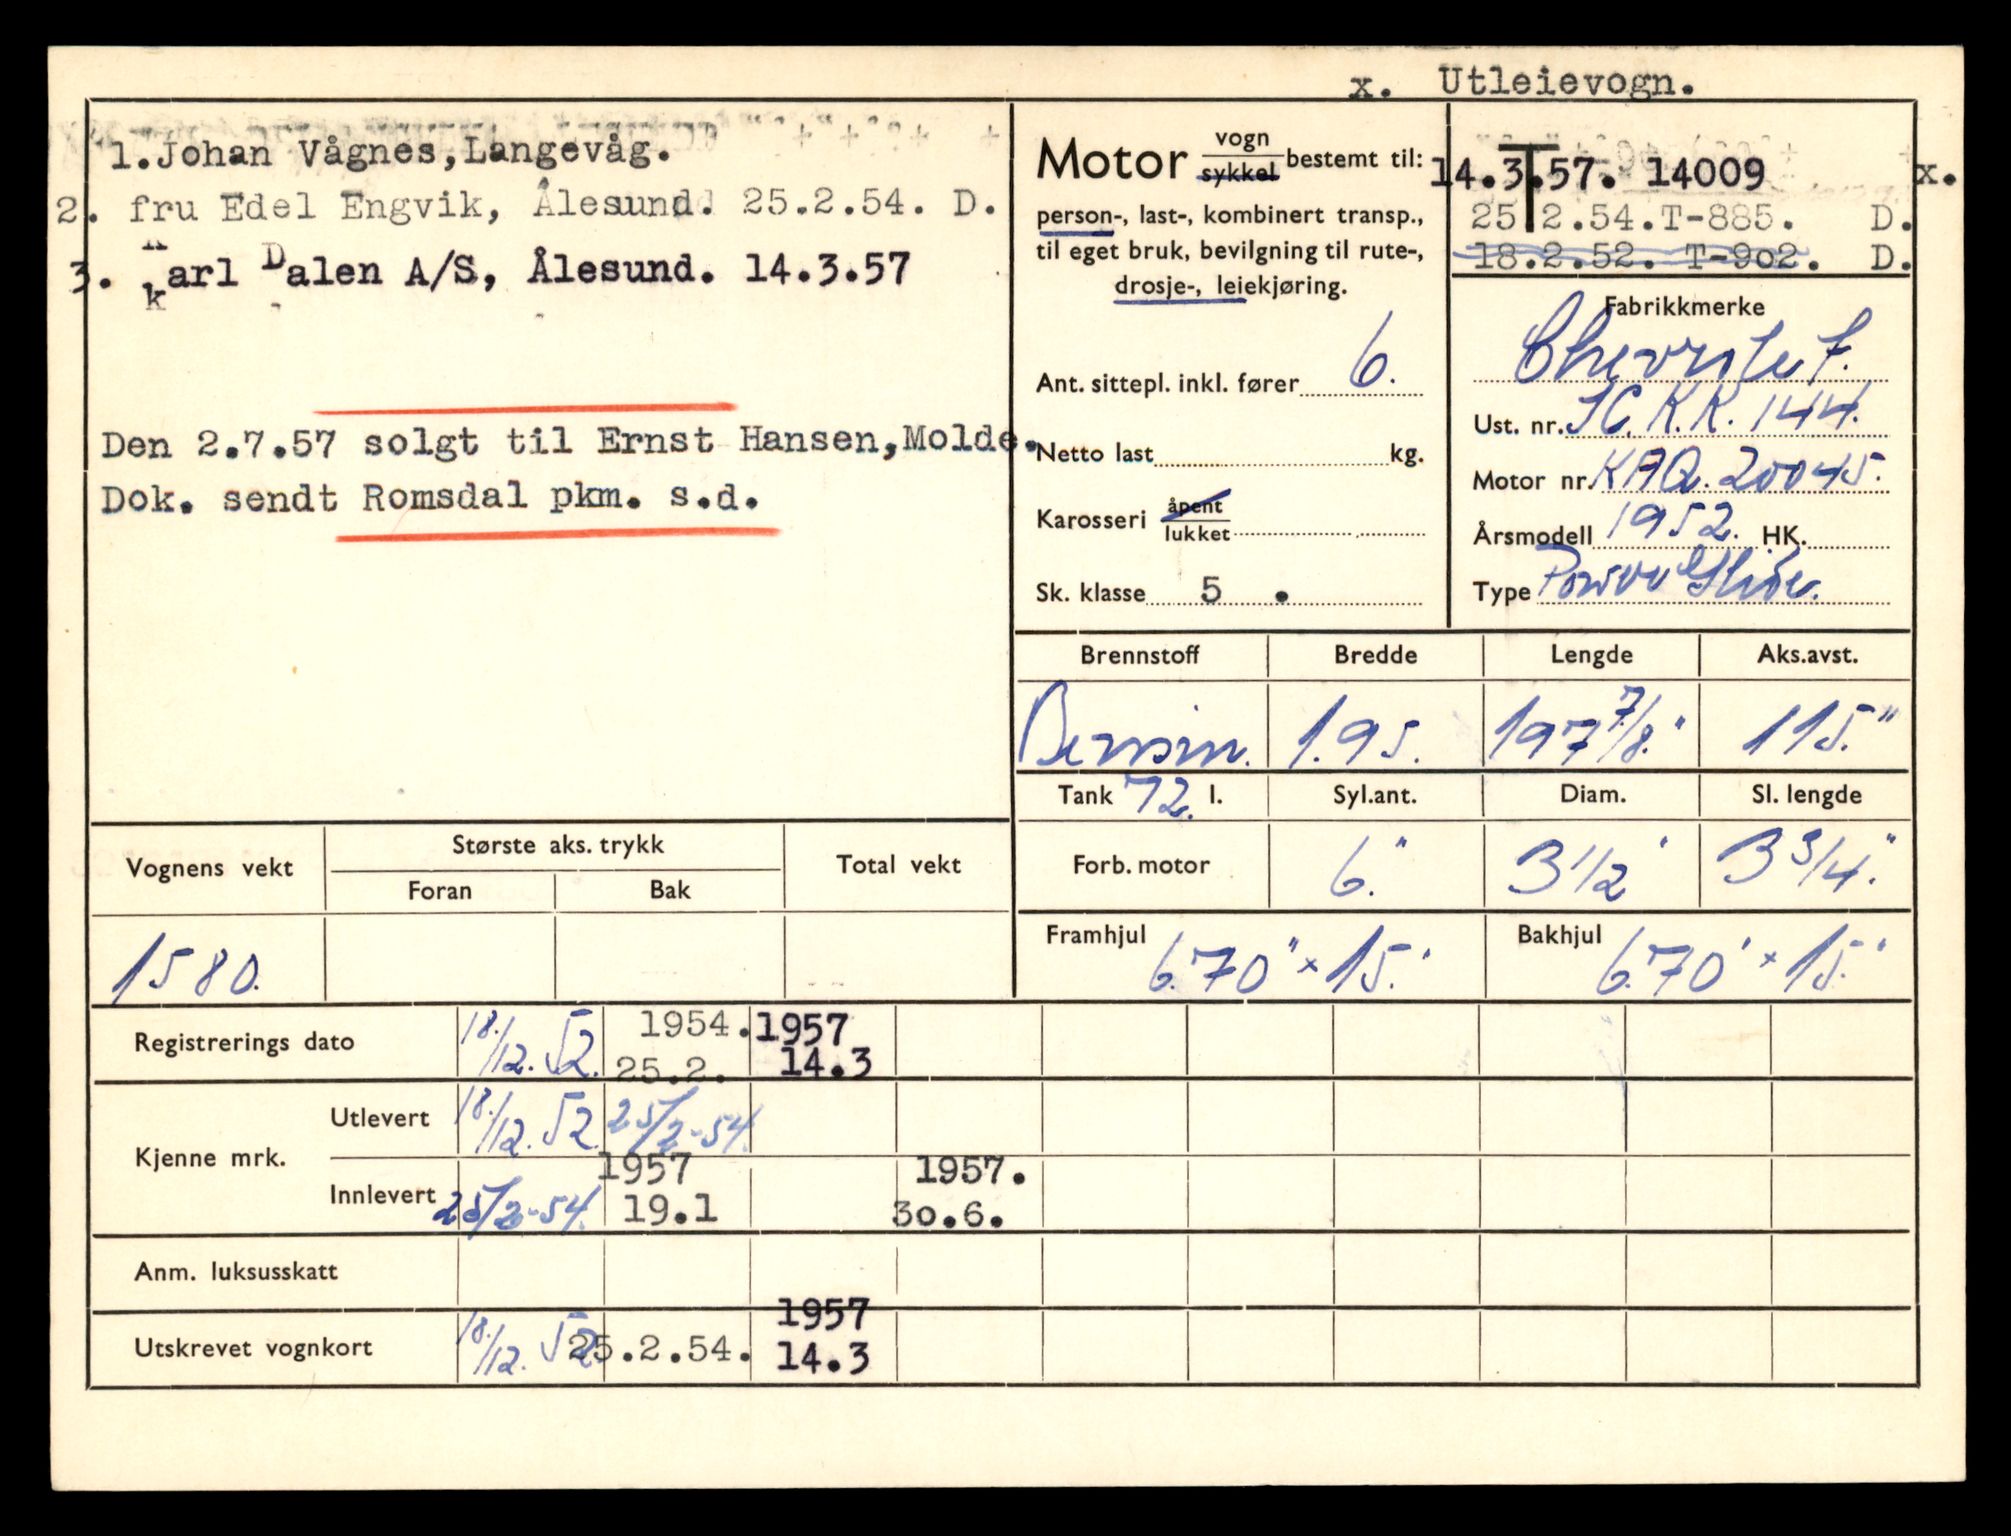 x. Utleievogn.
1. Johan Vågnes, Langevåg.
2. fru Edel Engvik, Ålesund. 25.2.54. D.
3. Karl Dalen A/S, Ålesund. 14.3.57
Den 2.7.57 solgt til Ernst Hansen, Molde.
Dok. sendt Romsdal pkm. s.d.
Motor vogn / sykkel bestemt til:
person-, last-, kombinert transp.,
til eget bruk, bevilgning til rute-,
drosje-, leiekjøring.
Ant. sittepl. inkl. fører 6.
Netto last kg.
Karosseri åpent / lukket
Sk. klasse 5 .
T
14.3.57. 14009 x.
25.2.54. T-885. D.
18.2.52. T-902. D.
Fabrikkmerke
Chevrolet.
Ust. nr. JC.K.K. 144.
Motor nr. KAQ. 20045.
Årsmodell 1952. HK.
Type Power Glide.
Brennstoff Bredde Lengde Aks.avst.
Bensin. 1.95. 197 7/8." 115."
Tank 72. l. Syl.ant. Diam. Sl. lengde
Forb. motor 6." 3 1/2' 3 3/4."
Framhjul 6.70" x 15.' Bakhjul 6.70' x 15.'
Vognens vekt Største aks. trykk Total vekt
Foran Bak
1580.
Registrerings dato 18./12. 52. 1954. 25.2. 1957 14.3
Kjenne mrk.
Utlevert 18./12. 52. 25/2-54.
Innlevert 25/2-54. 1957 19.1 1957. 30.6.
Anm. luksusskatt
Utskrevet vognkort 18./12. 52 25.2.54. 1957 14.3